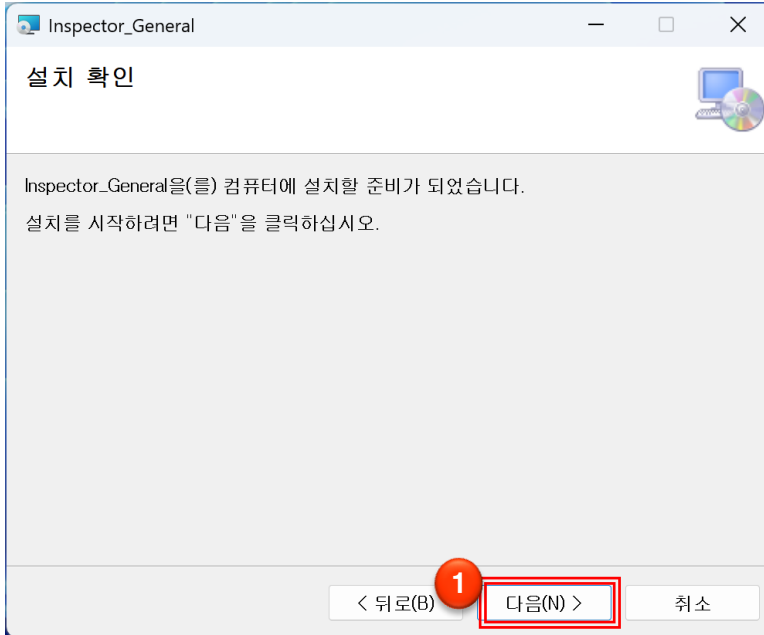 Inspector_General
설치 확인
Inspector_General을(를) 컴퓨터에 설치할 준비가 되었습니다.
설치를 시작하려면 "다음"을 클릭하십시오.
< 뒤로(B)
1
다음(N) >
취소